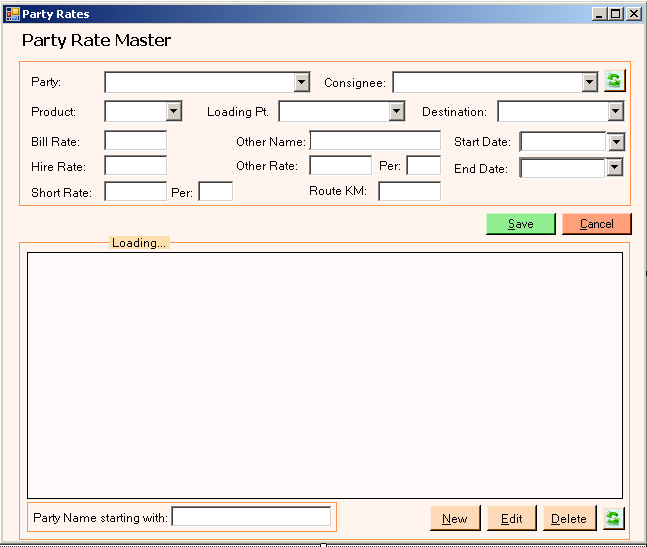 Party Rates
Party Rate Master
Party: Consignee:
Product: Loading Pt. Destination:
Bill Rate: Other Name: Start Date:
Hire Rate: Other Rate: Per: End Date:
Short Rate: Per: Route KM:
Save Cancel
Loading...
Party Name starting with: New Edit Delete